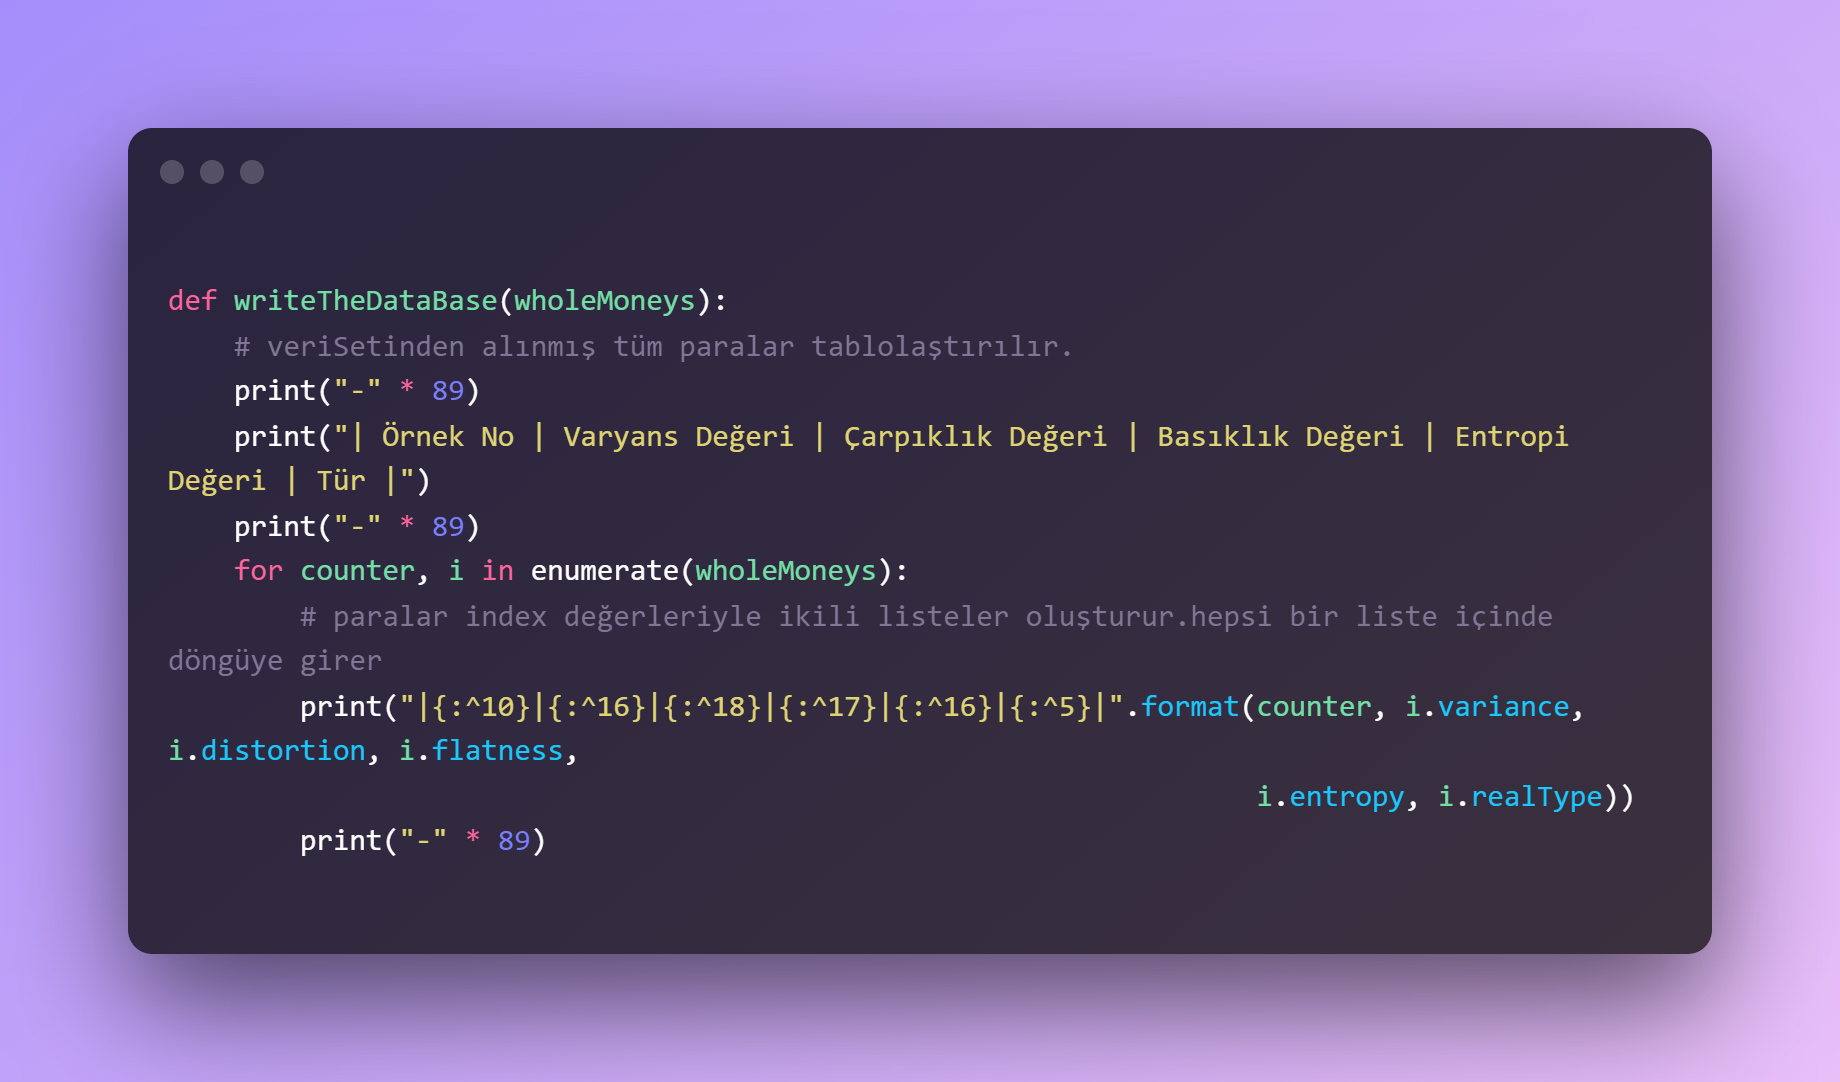 def writeTheDataBase(wholeMoneys):
    # veriSetinden alınmış tüm paralar tablolaştırılır.
    print("-" * 89)
    print("| Örnek No | Varyans Değeri | Çarpıklık Değeri | Basıklık Değeri | Entropi
Değeri | Tür |")
    print("-" * 89)
    for counter, i in enumerate(wholeMoneys):
        # paralar index değerleriyle ikili listeler oluşturur.hepsi bir liste içinde
döngüye girer
        print("|{:^10}|{:^16}|{:^18}|{:^17}|{:^16}|{:^5}|".format(counter, i.variance,
i.distortion, i.flatness,
                                                                  i.entropy, i.realType))
        print("-" * 89)